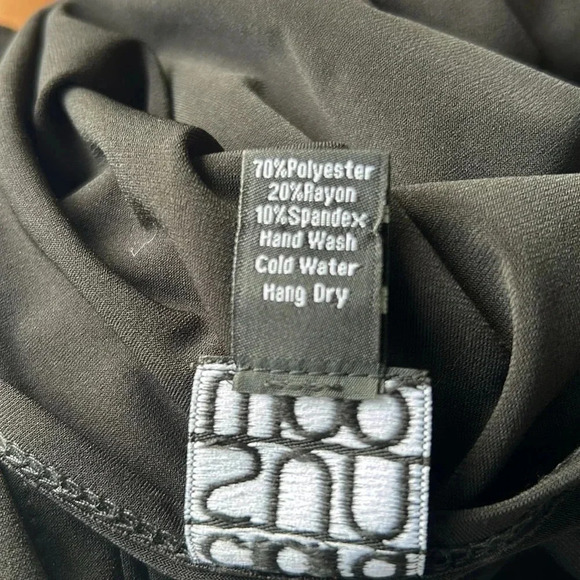 70%Polyester
20%Rayon
10%Spandex
Hand Wash
Cold Water
Hang Dry